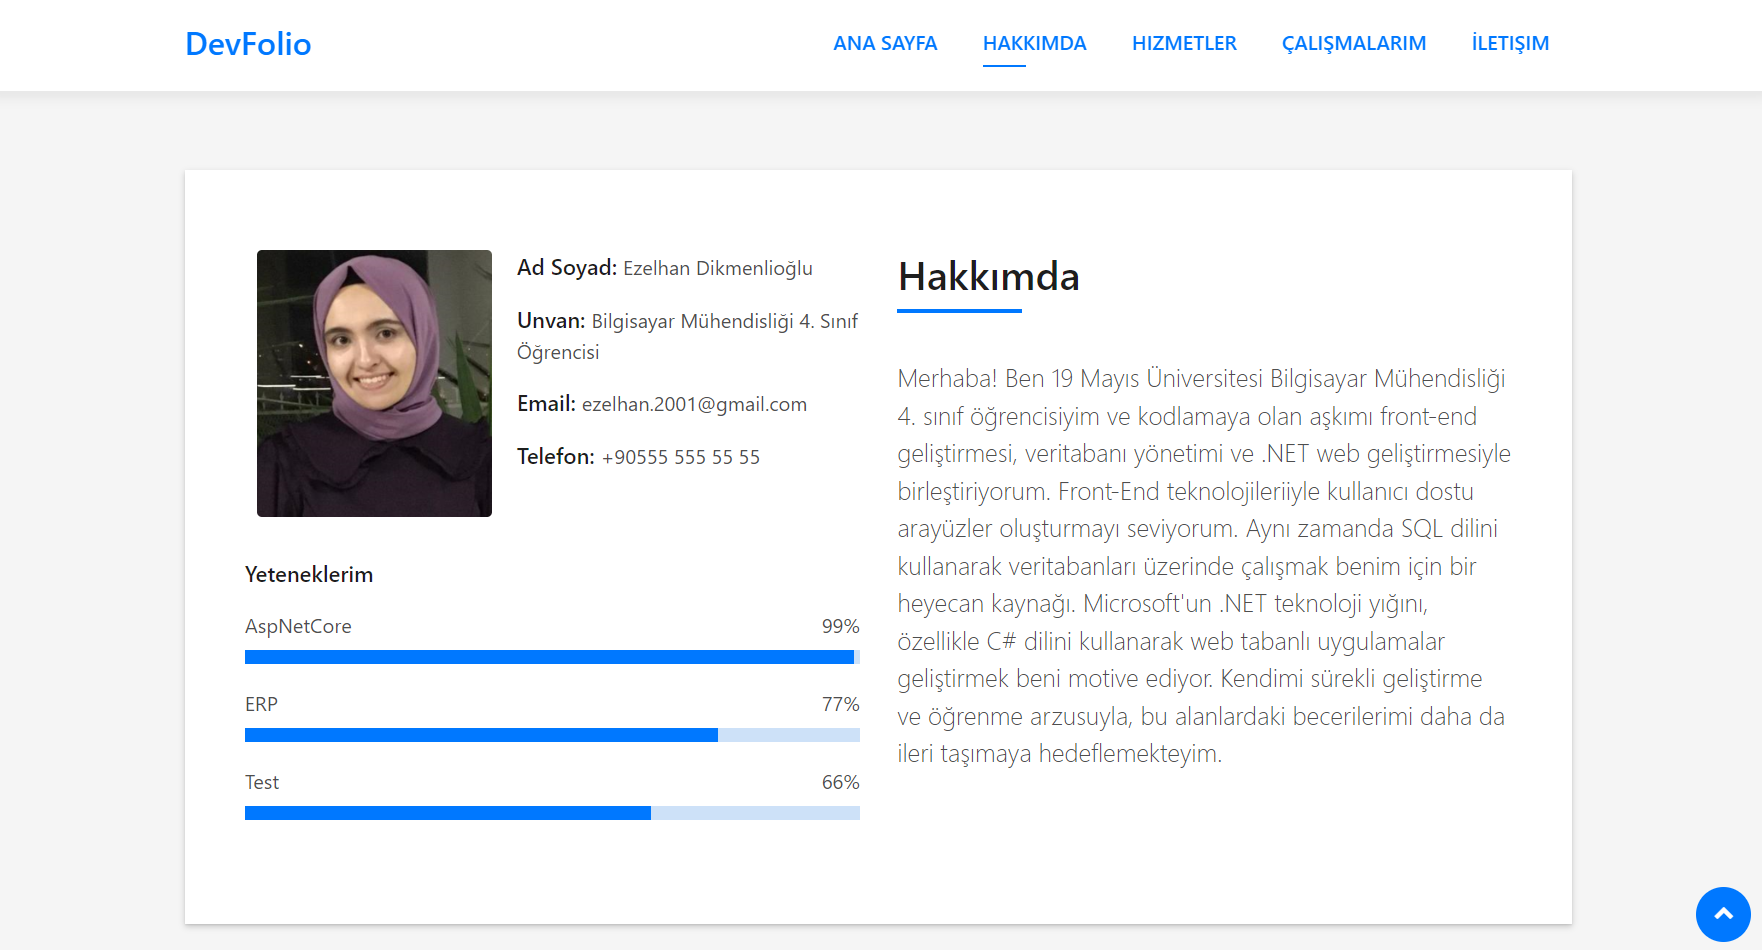 DevFolio
ANA SAYFA
HAKKIMDA
HIZMETLER
ÇALIŞMALARIM
İLETIŞIM
Ad Soyad: Ezelhan Dikmenlioğlu
Unvan: Bilgisayar Mühendisliği 4. Sınıf
Öğrencisi
Email: ezelhan.2001@gmail.com
Telefon: +90555 555 55 55
Yeteneklerim
AspNetCore 99%
ERP 77%
Test 66%
Hakkımda
Merhaba! Ben 19 Mayıs Üniversitesi Bilgisayar Mühendisliği
4. sınıf öğrencisiyim ve kodlamaya olan aşkımı front-end
geliştirmesi, veritabanı yönetimi ve .NET web geliştirmesiyle
birleştiriyorum. Front-End teknolojileriiyle kullanıcı dostu
arayüzler oluşturmayı seviyorum. Aynı zamanda SQL dilini
kullanarak veritabanları üzerinde çalışmak benim için bir
heyecan kaynağı. Microsoft'un .NET teknoloji yığını,
özellikle C# dilini kullanarak web tabanlı uygulamalar
geliştirmek beni motive ediyor. Kendimi sürekli geliştirme
ve öğrenme arzusuyla, bu alanlardaki becerilerimi daha da
ileri taşımaya hedeflemekteyim.